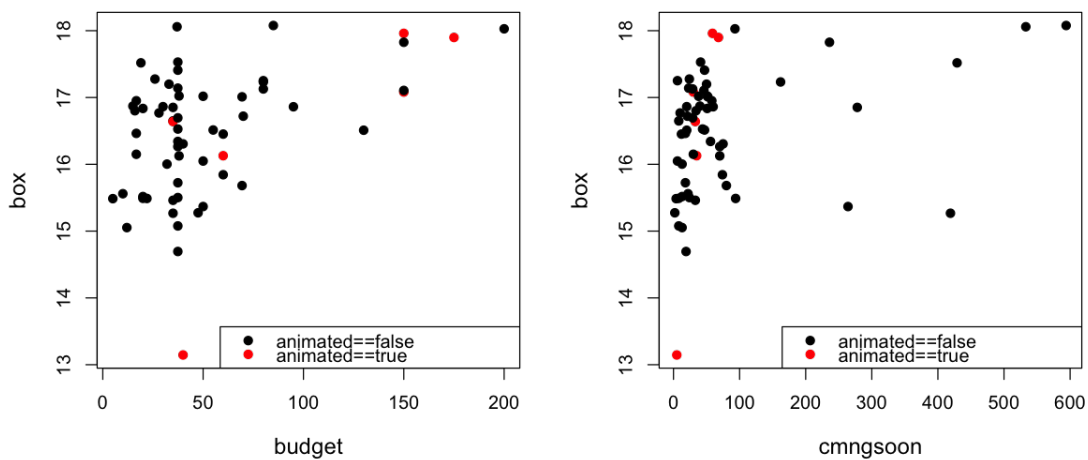 box
18
17
16
15
14
13
animated==false
animated==true
0 50 100 150 200
budget
box
18
17
16
15
14
13
animated==false
animated==true
0 100 200 300 400 500 600
cmngsoon